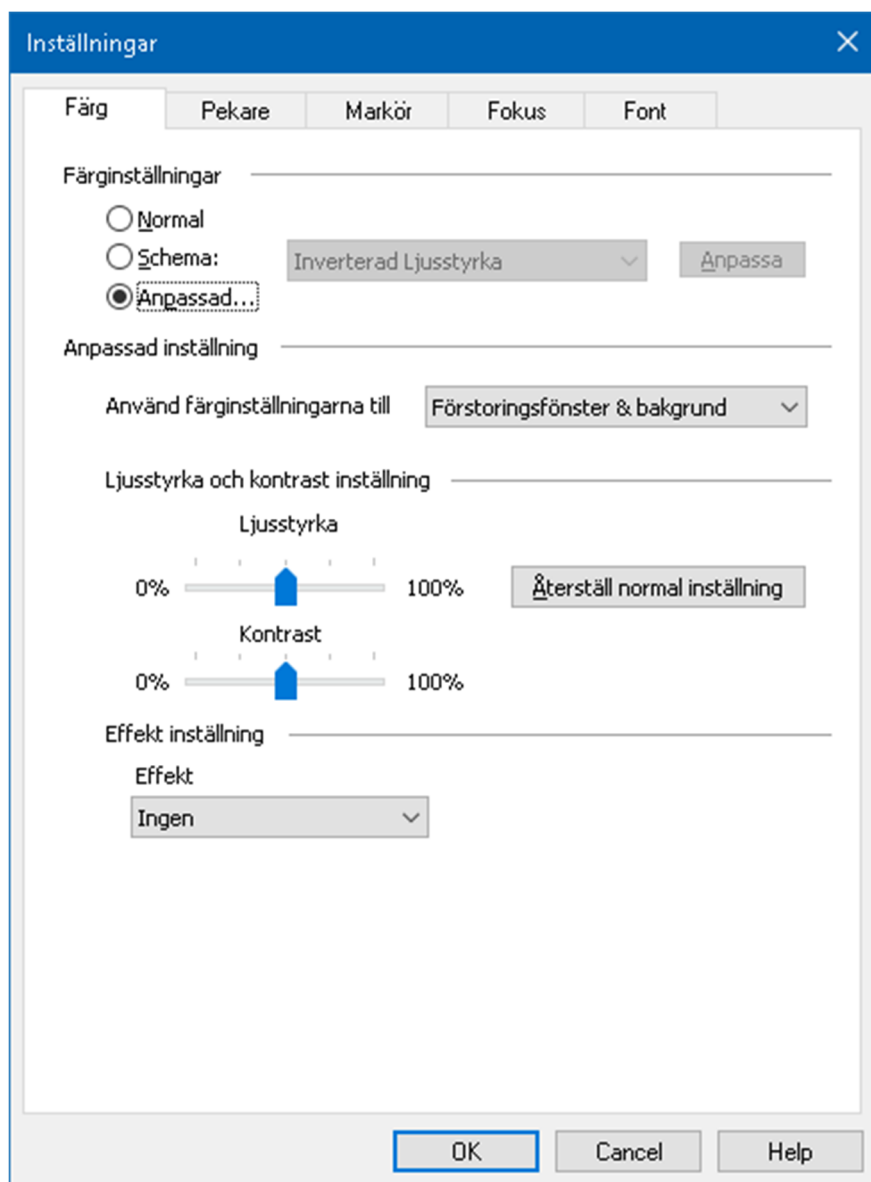 Inställningar
Färg Pekare Markör Fokus Font
Färginställningar
Normal
Schema: Inverterad Ljusstyrka Anpassa
Anpassad...
Anpassad inställning
Använd färginställningarna till Förstoringsfönster & bakgrund
Ljusstyrka och kontrast inställning
Ljusstyrka
0% 100% Återställ normal inställning
Kontrast
0% 100%
Effekt inställning
Effekt
Ingen
OK Cancel Help